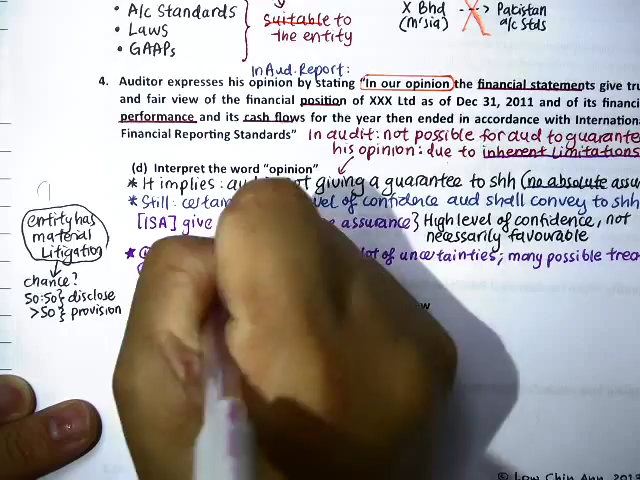 • A/c Standards
• Laws
• GAAPs
suitable to the entity
X Bhd (m'sia) ---> Pakistan a/c Stds
In Aud. Report:
4. Auditor expresses his opinion by stating "In our opinion the financial statements give tru
and fair view of the financial position of XXX Ltd as of Dec 31, 2011 and of its financi
performance and its cash flows for the year then ended in accordance with Internation
Financial Reporting Standards" In audit: not possible for aud to guarante
his opinion: due to inherent limitations
(d) Interpret the word "opinion"
* It implies: giving a guarantee to shh (no absolute assu
* Still: certain level of confidence aud shall convey to shh
[ISA] give assurance} High level of confidence, not
necessarily favourable
* lot of uncertainties; many possible trea
entity has
material
Litigation
chance?
50:50} disclose
>50} provision
© Low Chin Ann 201